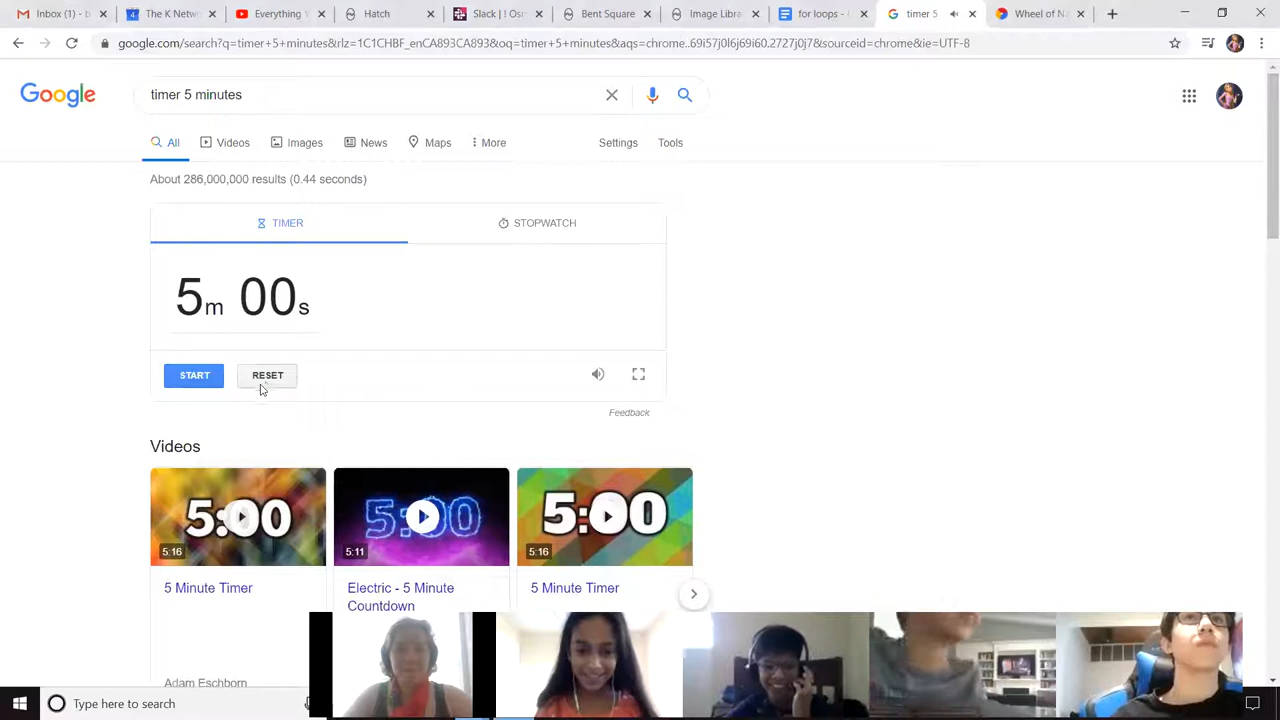 Inbox (1) -
The K Netw
Youtube
Hatch
Slack | I Os
Bent Square
Image Libra
for loops -
timer 5
Wheel of Na
google.com/search?q=timer+5+minutes&rlz=1C1CHBF_enCA893CA893&oq=timer+5+minutes&aqs=chrome..69i57j0l6j69i60.2727j0j7&sourceid=chrome&ie=UTF-8
Google
timer 5 minutes
All Videos Images News Maps More Settings Tools
About 286,000,000 results (0.44 seconds)
TIMER STOPWATCH
5m 00s
START RESET
Feedback
Videos
5:00 5:00 5:00
5:16 5:11 5:16
5 Minute Timer
Electric - 5 Minute
Countdown
5 Minute Timer
Adam Eschborn
Type here to search